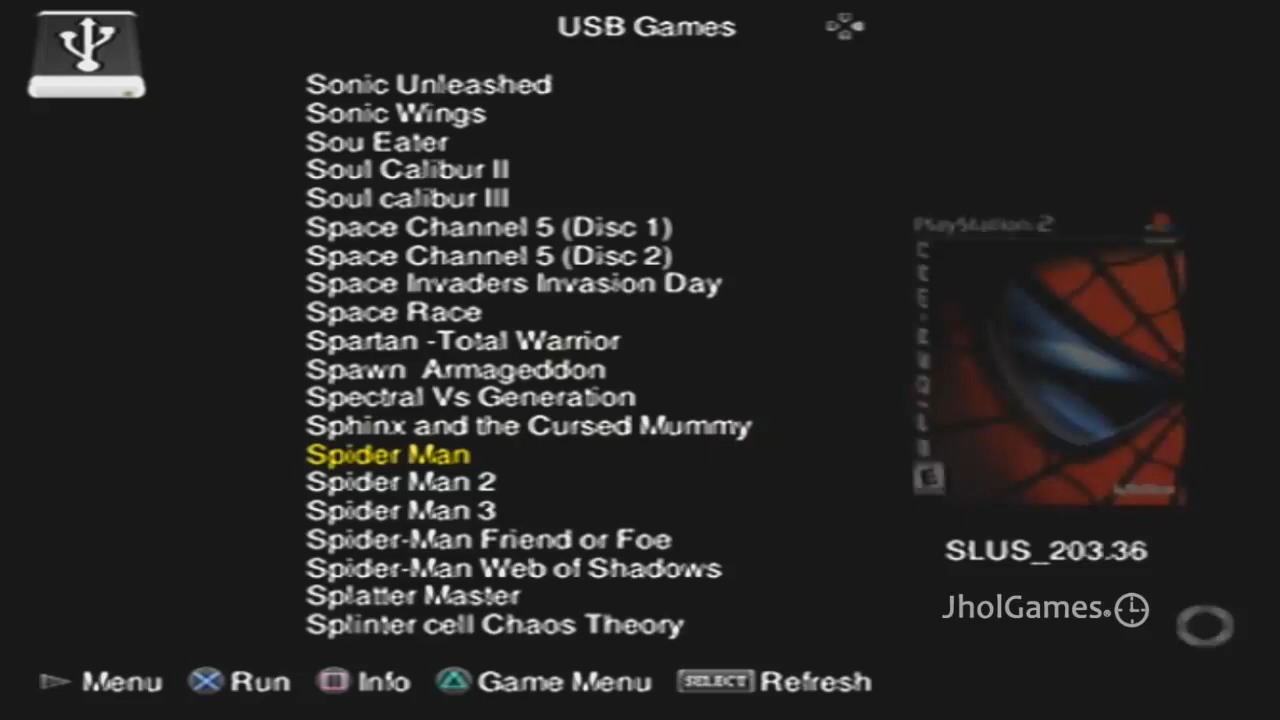 USB Games
Sonic Unleashed
Sonic Wings
Sou Eater
Soul Calibur II
Soul calibur III
Space Channel 5 (Disc 1)
Space Channel 5 (Disc 2)
Space Invaders Invasion Day
Space Race
Spartan -Total Warrior
Spawn  Armageddon
Spectral Vs Generation
Sphinx and the Cursed Mummy
Spider Man
Spider Man 2
Spider Man 3
Spider-Man Friend or Foe
Spider-Man Web of Shadows
Splatter Master
Splinter cell Chaos Theory
PlayStation 2
E
SLUS_203.36
JholGames.
Menu Run Info Game Menu SELECT Refresh